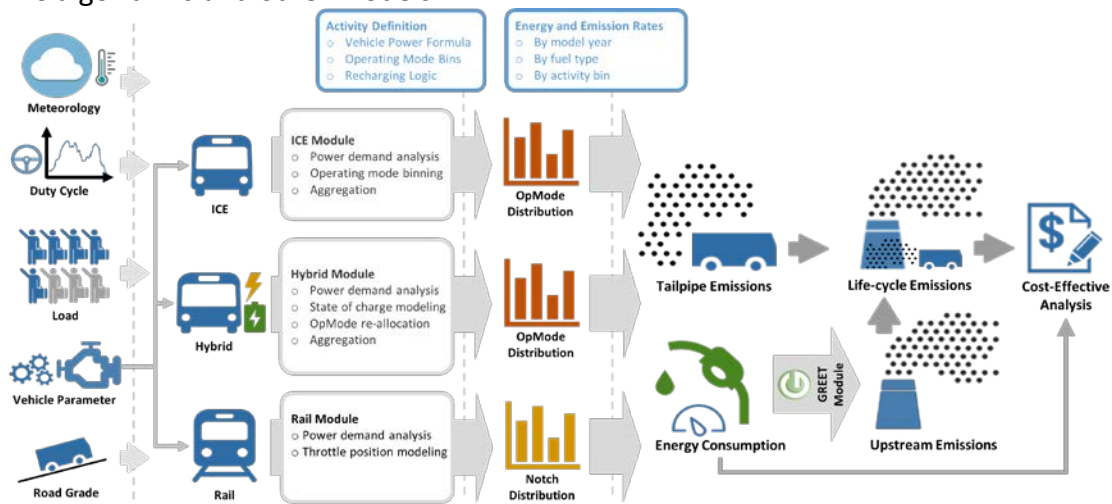 Activity Definition
○ Vehicle Power Formula
○ Operating Mode Bins
○ Recharging Logic
Energy and Emission Rates
○ By model year
○ By fuel type
○ By activity bin
Meteorology
Duty Cycle
Load
Vehicle Parameter
Road Grade
ICE
Hybrid
Rail
ICE Module
○ Power demand analysis
○ Operating mode binning
○ Aggregation
Hybrid Module
○ Power demand analysis
○ State of charge modeling
○ OpMode re-allocation
○ Aggregation
Rail Module
○ Power demand analysis
○ Throttle position modeling
OpMode
Distribution
OpMode
Distribution
Notch
Distribution
Tailpipe Emissions
Energy Consumption
GREET
Module
Life-cycle Emissions
Upstream Emissions
$
Cost-Effective
Analysis